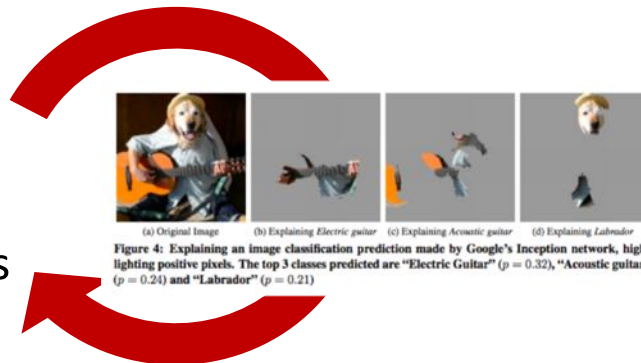 s
(a) Original Image (b) Explaining Electric guitar (c) Explaining Acoustic guitar (d) Explaining Labrador
Figure 4: Explaining an image classification prediction made by Google's Inception network, high
lighting positive pixels. The top 3 classes predicted are "Electric Guitar" (p = 0.32), "Acoustic guitar
(p = 0.24) and "Labrador" (p = 0.21)